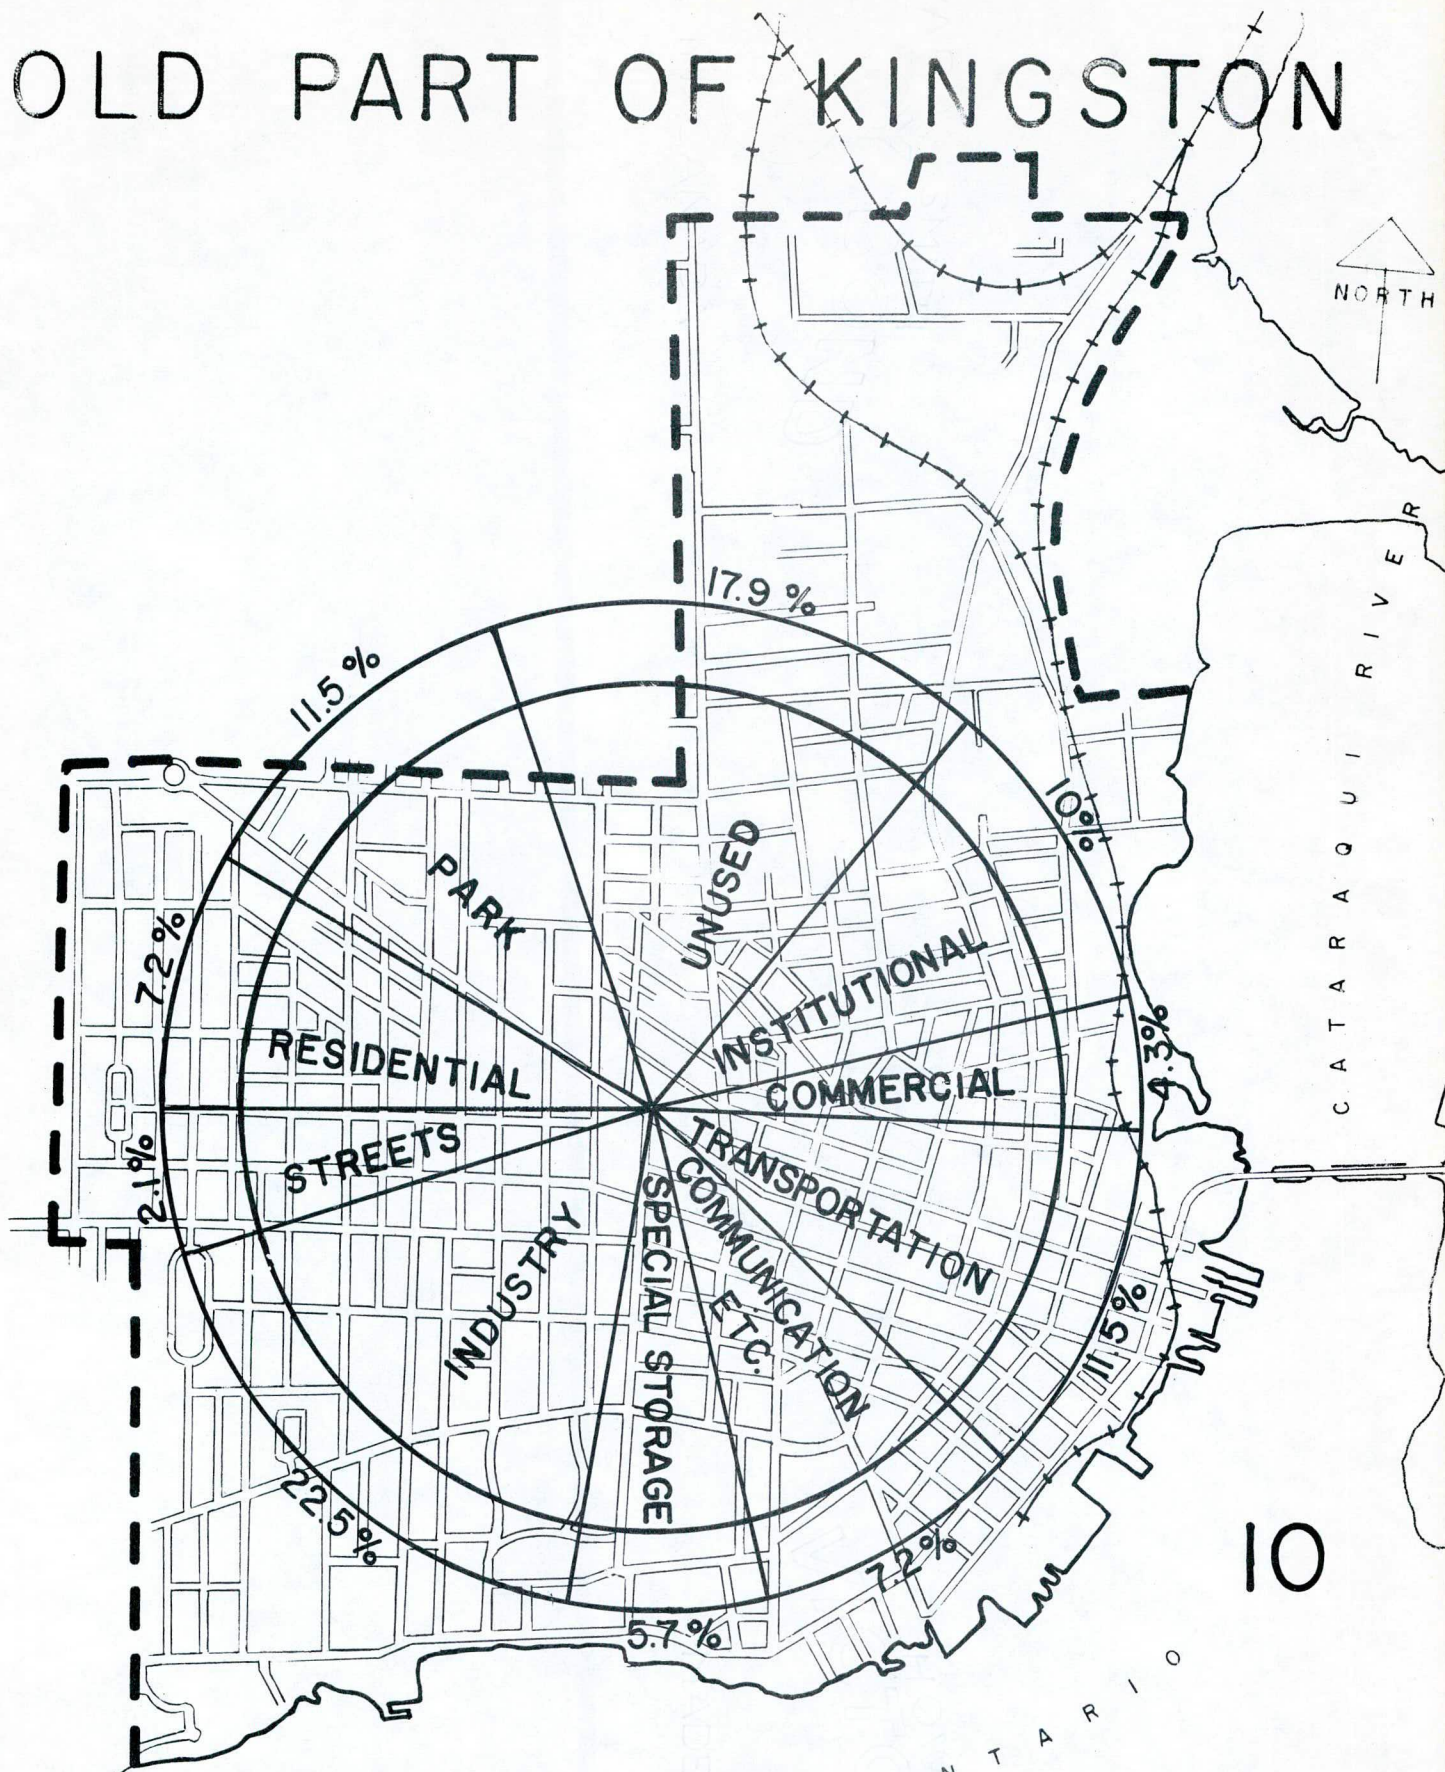 OLD PART OF KINGSTON
NORTH
CATARAQUI RIVER
17.9 %
11.5 %
10%
PARK
UNUSED
7.2 %
INSTITUTIONAL
4.3%
RESIDENTIAL
COMMERCIAL
STREETS
TRANSPORTATION
2.1%
COMMUNICATION
ETC.
INDUSTRY
SPECIAL STORAGE
11.5%
22.5%
7.2%
5.7 %
10
NTARIO